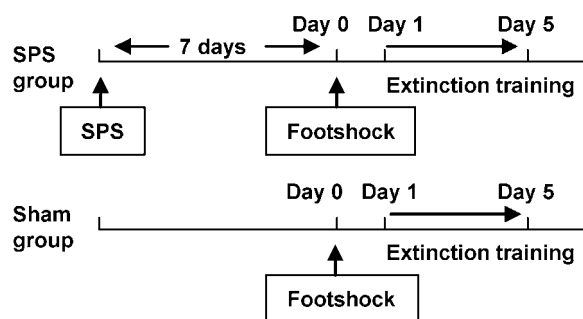 Day 0 Day 1 Day 5
7 days
SPS
group
Extinction training
SPS
Footshock
Day 0 Day 1 Day 5
Sham
group
Extinction training
Footshock